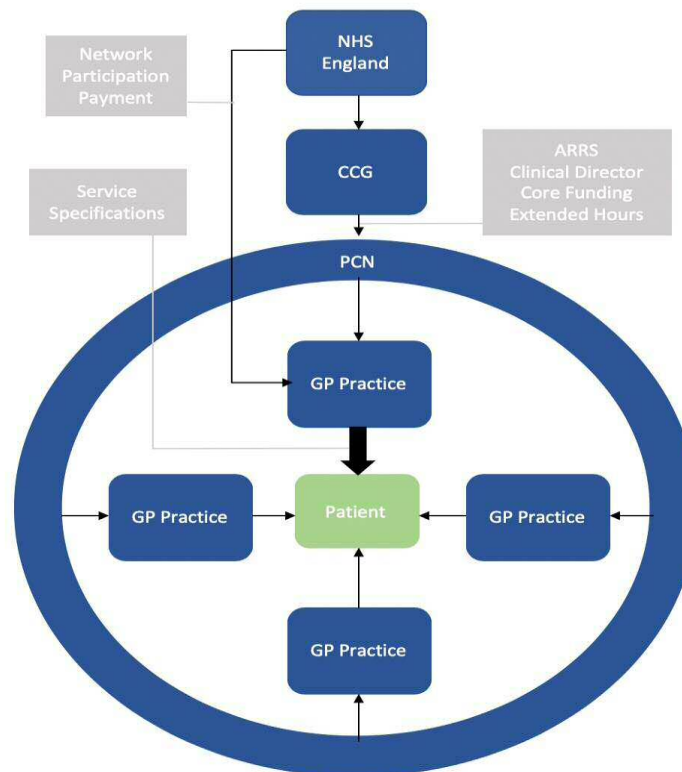 Network
Participation
Payment
NHS
England
CCG
ARRS
Clinical Director
Core Funding
Extended Hours
Service
Specifications
PCN
GP Practice
GP Practice
Patient
GP Practice
GP Practice